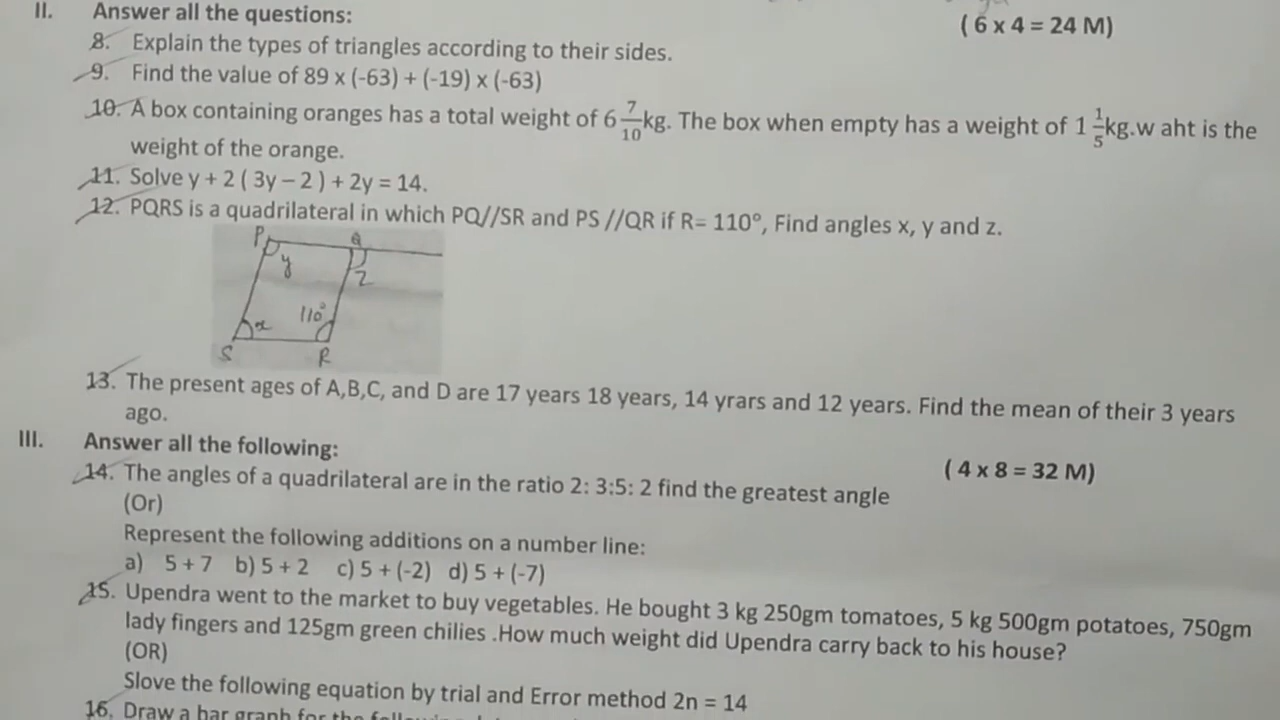 II. Answer all the questions:
( 6 x 4 = 24 M)
8. Explain the types of triangles according to their sides.
9. Find the value of 89 x (-63) + (-19) x (-63)
10. A box containing oranges has a total weight of 6 7/10 kg. The box when empty has a weight of 1 1/5 kg.w aht is the
weight of the orange.
11. Solve y + 2 ( 3y – 2 ) + 2y = 14.
12. PQRS is a quadrilateral in which PQ//SR and PS //QR if R= 110°, Find angles x, y and z.
P Q
y z
x 110°
S R
13. The present ages of A,B,C, and D are 17 years 18 years, 14 yrars and 12 years. Find the mean of their 3 years
ago.
III. Answer all the following:
( 4 x 8 = 32 M)
14. The angles of a quadrilateral are in the ratio 2: 3:5: 2 find the greatest angle
(Or)
Represent the following additions on a number line:
a) 5 + 7 b) 5 + 2 c) 5 + (-2) d) 5 + (-7)
15. Upendra went to the market to buy vegetables. He bought 3 kg 250gm tomatoes, 5 kg 500gm potatoes, 750gm
lady fingers and 125gm green chilies .How much weight did Upendra carry back to his house?
(OR)
Slove the following equation by trial and Error method 2n = 14
16. Draw a bar graph for the